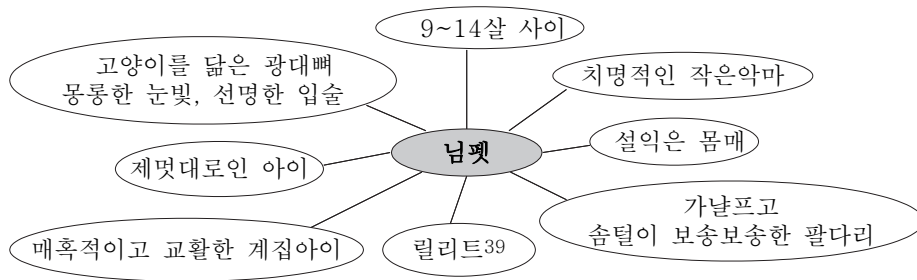 9~14살 사이
고양이를 닮은 광대뼈
몽롱한 눈빛, 선명한 입술
치명적인 작은악마
님펫
설익은 몸매
제멋대로인 아이
가냘프고
솜털이 보송보송한 팔다리
매혹적이고 교활한 계집아이
릴리트39